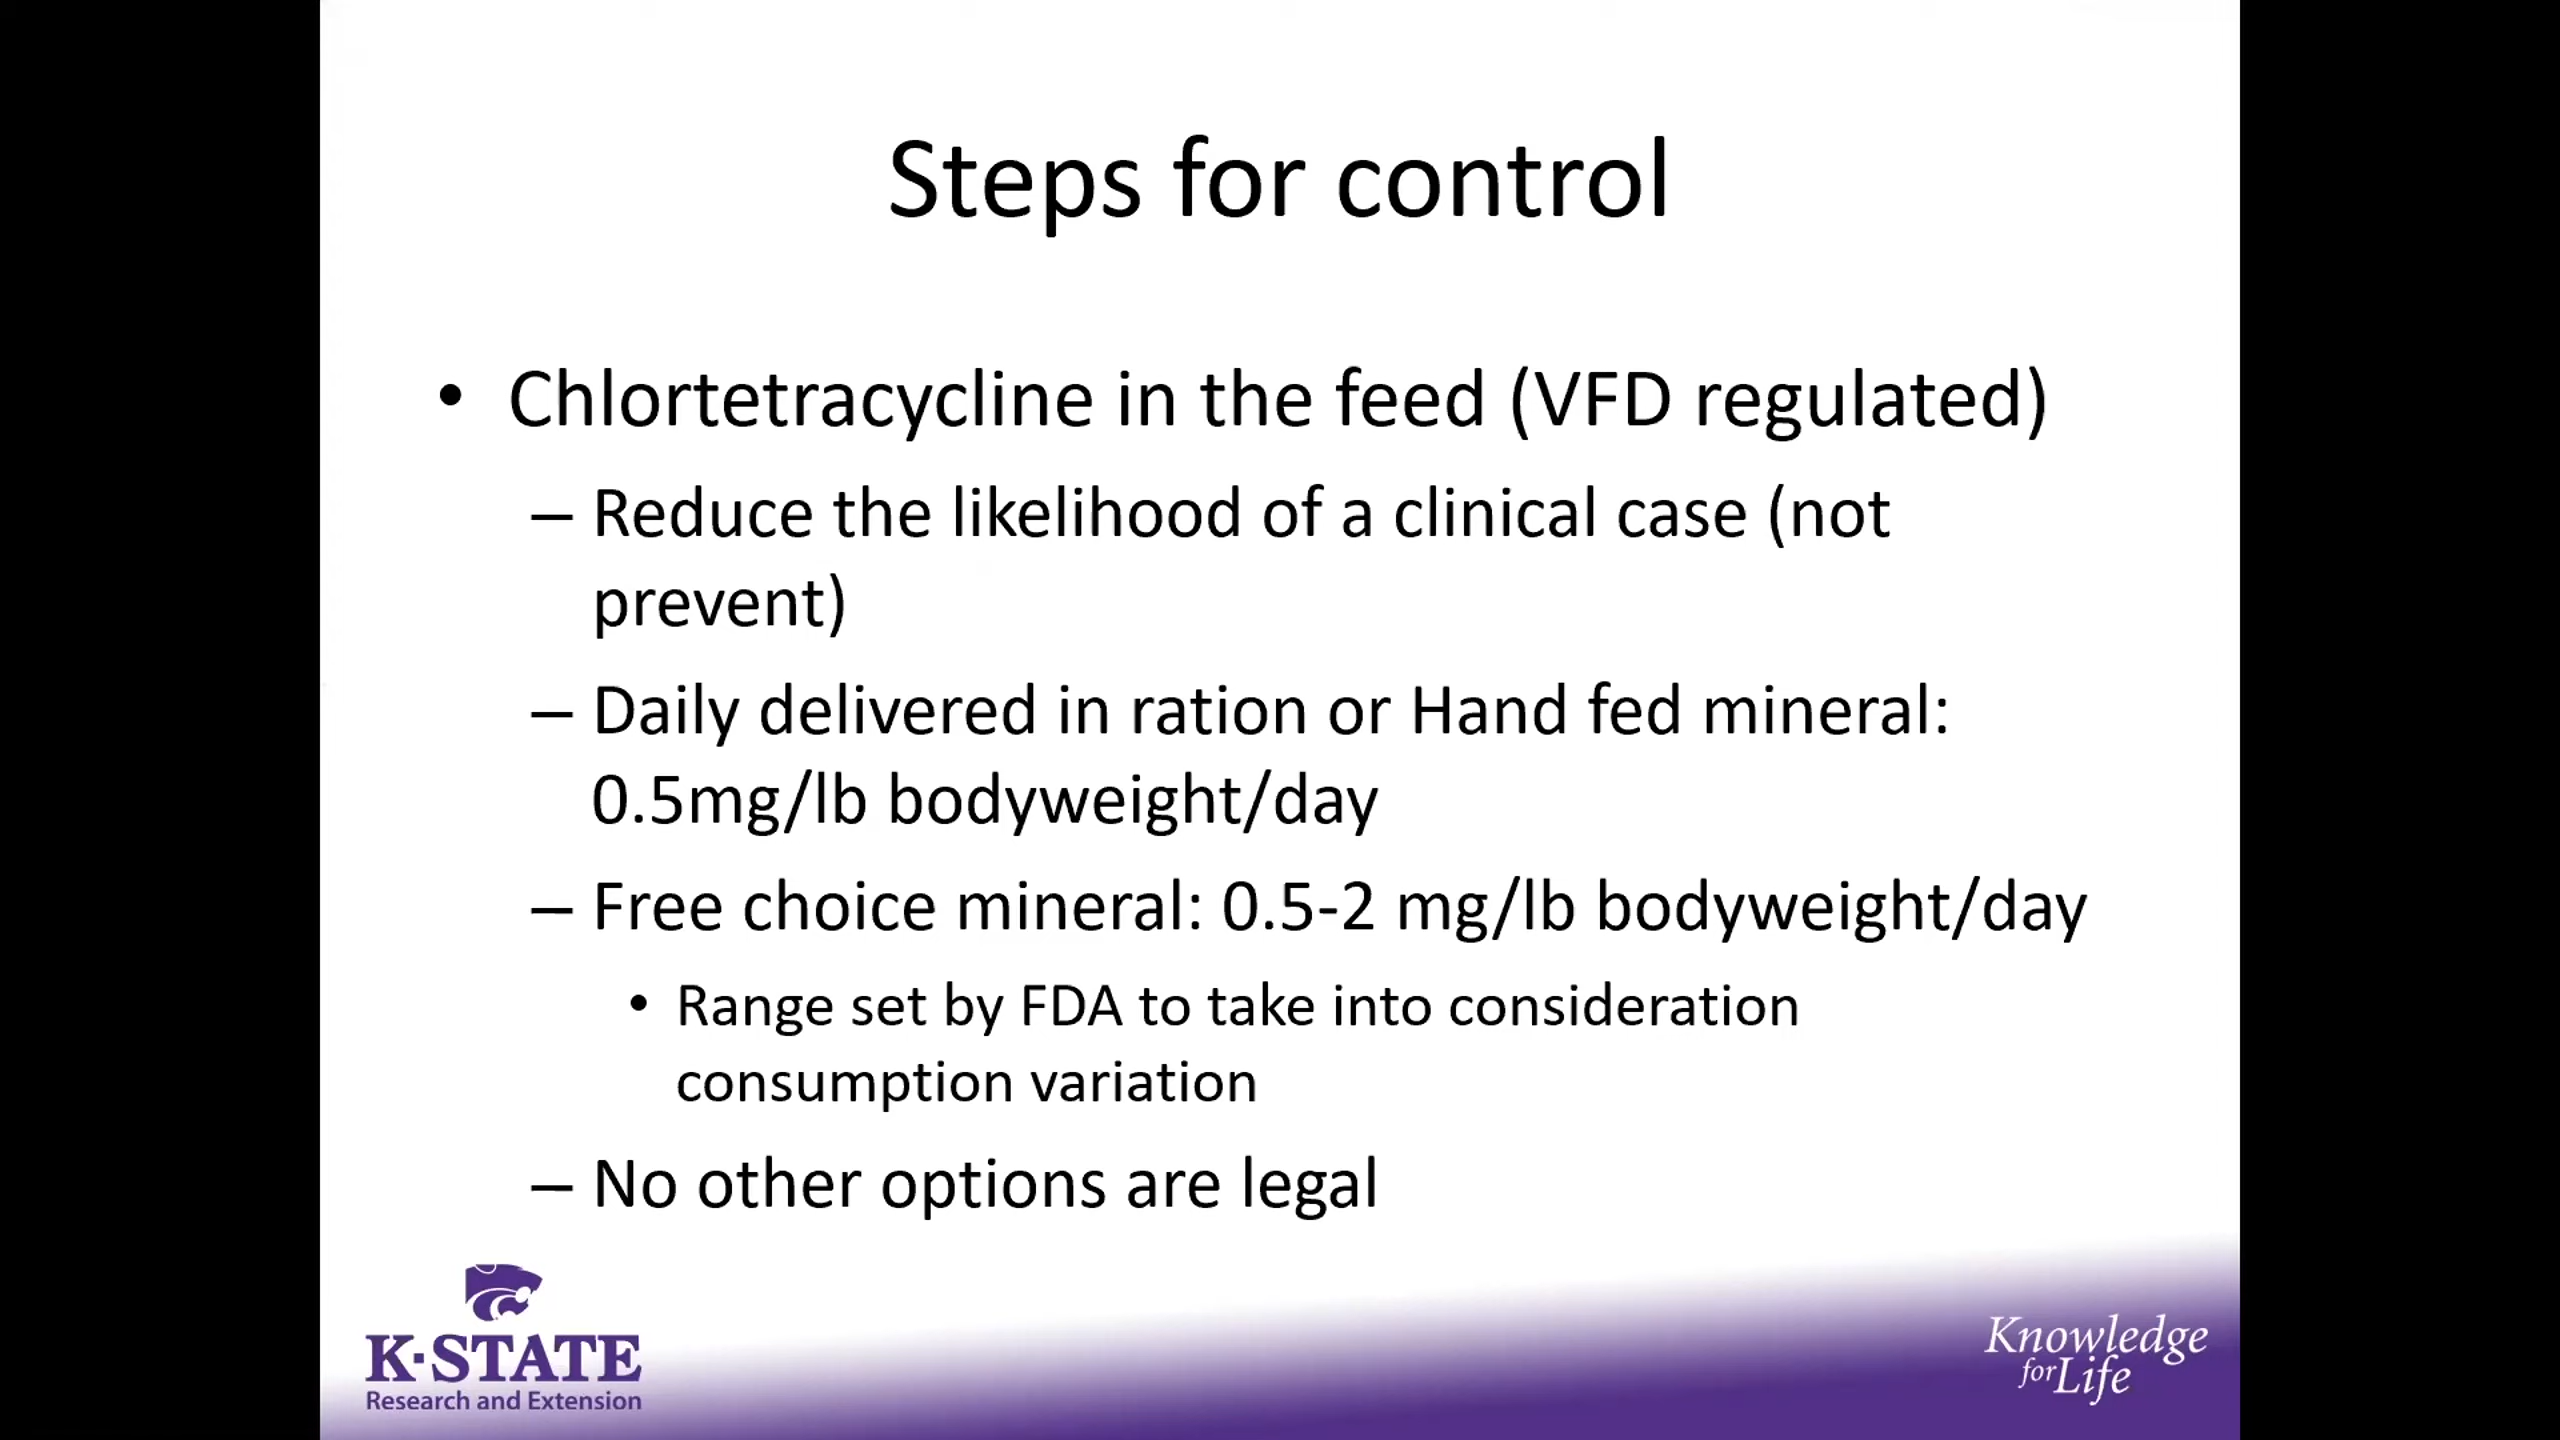 Steps for control
• Chlortetracycline in the feed (VFD regulated)
– Reduce the likelihood of a clinical case (not
prevent)
– Daily delivered in ration or Hand fed mineral:
0.5mg/lb bodyweight/day
– Free choice mineral: 0.5-2 mg/lb bodyweight/day
• Range set by FDA to take into consideration
consumption variation
– No other options are legal
K·STATE
Research and Extension
Knowledge
for Life